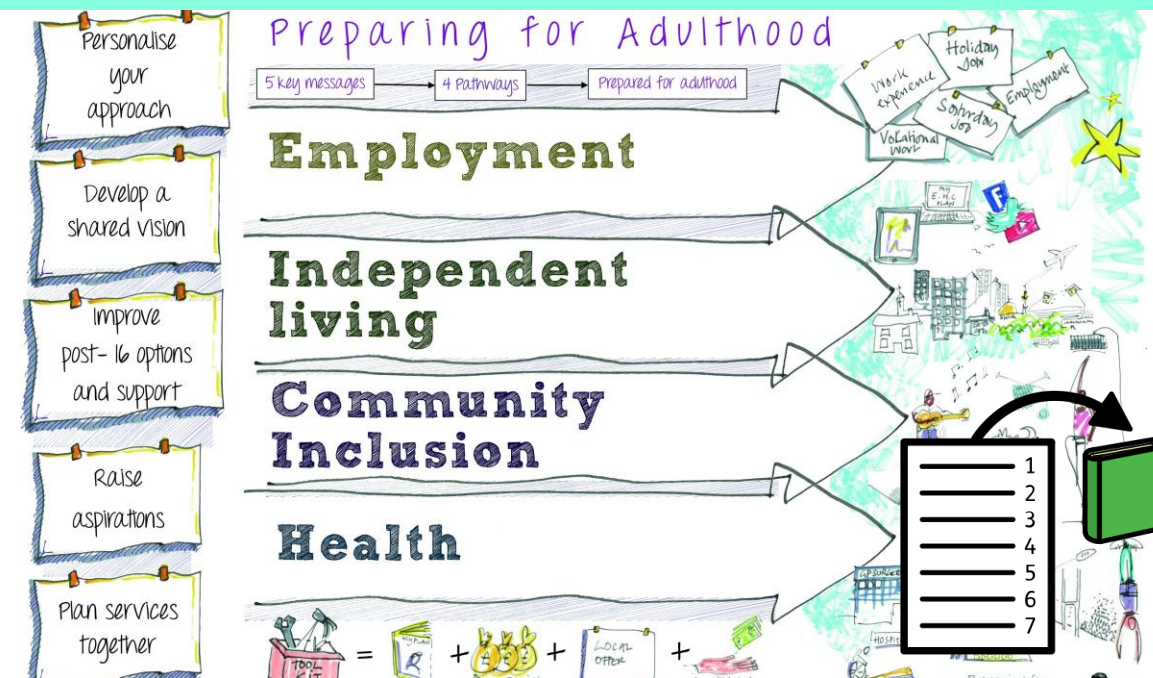 Preparing for Adulthood
5 key messages
4 Pathways
Prepared for aduthood
Personalise
your
approach
Develop a
shared vision
Improve
post- 16 options
and support
Raise
aspirations
Plan services
together
Employment
Independent
living
Community
Inclusion
Health
Work
experience
Holiday
Job
Saturday
Job
Employment
Vocational
Work
MY
E-H.C
PLAN
GP SURGERY
1
2
3
4
5
6
7
TOOL
KIT
=
MY PLAN
+
£ £ £
+
LOCAL
OFFER
+